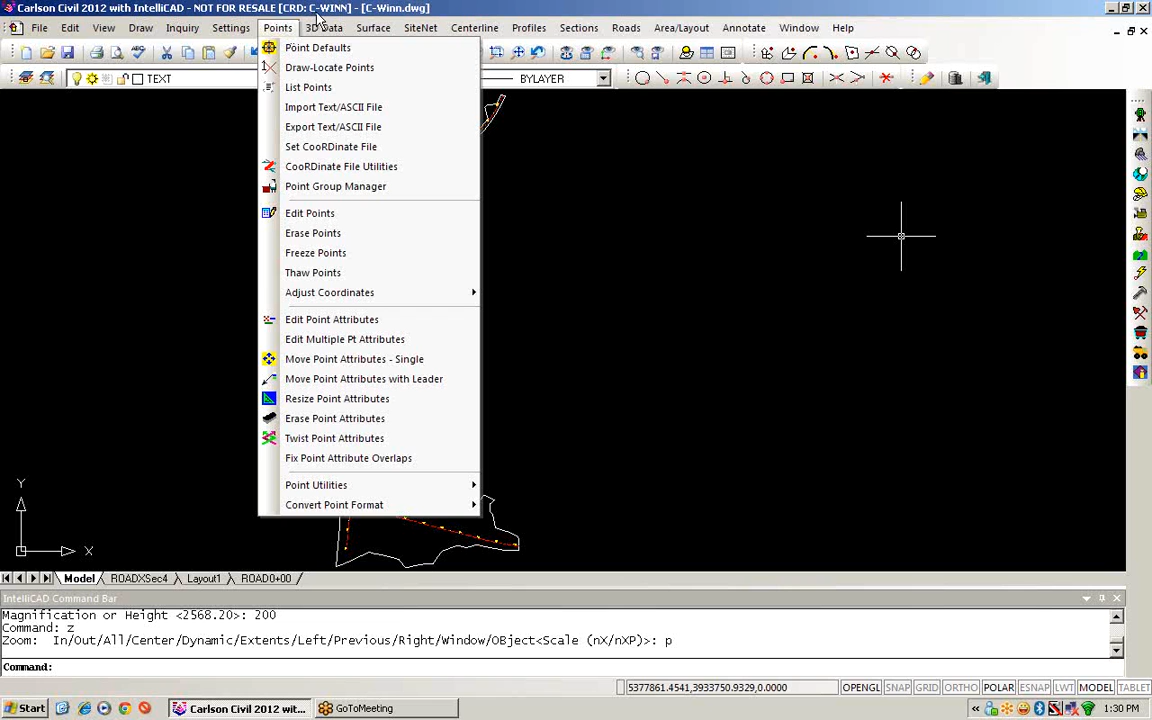 Carlson Civil 2012 with IntelliCAD - NOT FOR RESALE [CRD: C-WINN] - [C-Winn.dwg]
File Edit View Draw Inquiry Settings Points 3D Data Surface SiteNet Centerline Profiles Sections Roads Area/Layout Annotate Window Help
Point Defaults
Draw-Locate Points
TEXT
BYLAYER
List Points
Import Text/ASCII File
Export Text/ASCII File
Set CooRDinate File
CooRDinate File Utilities
Point Group Manager
Edit Points
Erase Points
Freeze Points
Thaw Points
Adjust Coordinates
Edit Point Attributes
Edit Multiple Pt Attributes
Move Point Attributes - Single
Move Point Attributes with Leader
Resize Point Attributes
Erase Point Attributes
Twist Point Attributes
Fix Point Attribute Overlaps
Point Utilities
Convert Point Format
Y
X
Model ROADXSec4 Layout1 ROAD0+00
IntelliCAD Command Bar
Magnification or Height <2568.20>: 200
Command: z
Zoom: In/Out/All/Center/Dynamic/Extents/Left/Previous/Right/Window/OBject<Scale (nX/nXP)>: p
Command:
5377861.4541,3933750.9329,0.0000 OPENGL SNAP GRID ORTHO POLAR ESNAP LWT MODEL TABLET
Start Carlson Civil 2012 wit... GoToMeeting 1:30 PM